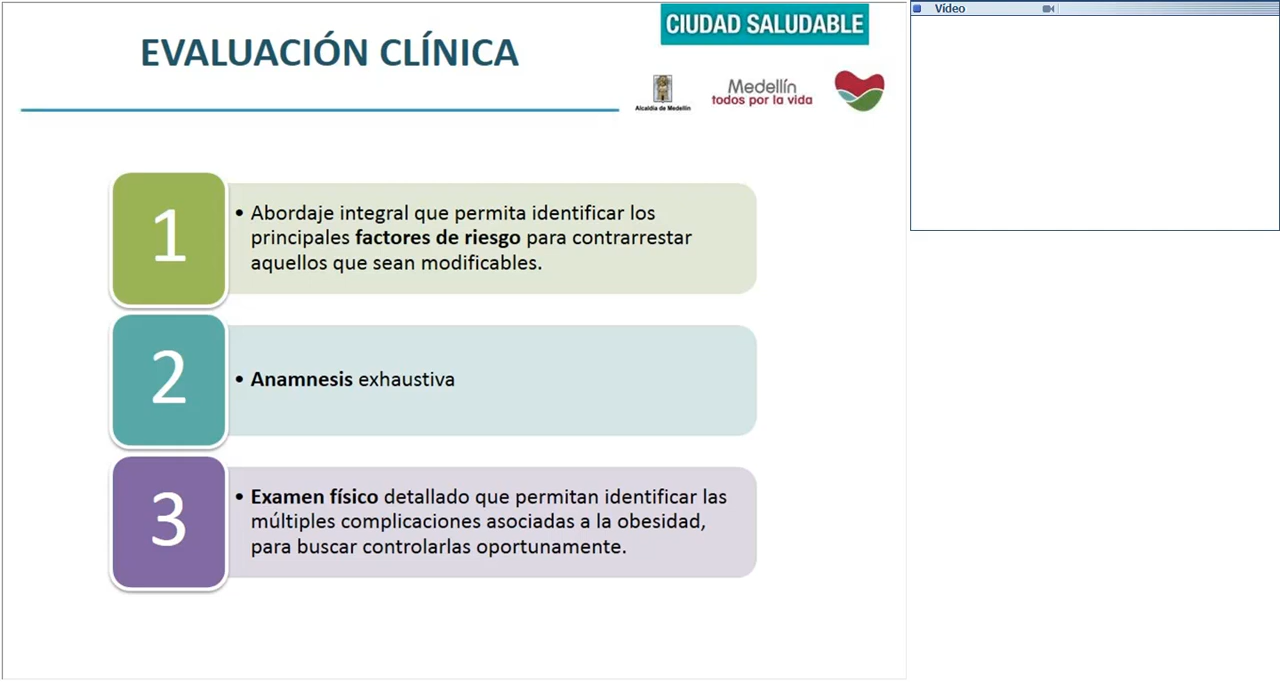 EVALUACIÓN CLÍNICA
CIUDAD SALUDABLE
Alcaldía de Medellín
Medellín
todos por la vida
Vídeo
1
• Abordaje integral que permita identificar los
principales factores de riesgo para contrarrestar
aquellos que sean modificables.
2
• Anamnesis exhaustiva
3
• Examen físico detallado que permitan identificar las
múltiples complicaciones asociadas a la obesidad,
para buscar controlarlas oportunamente.